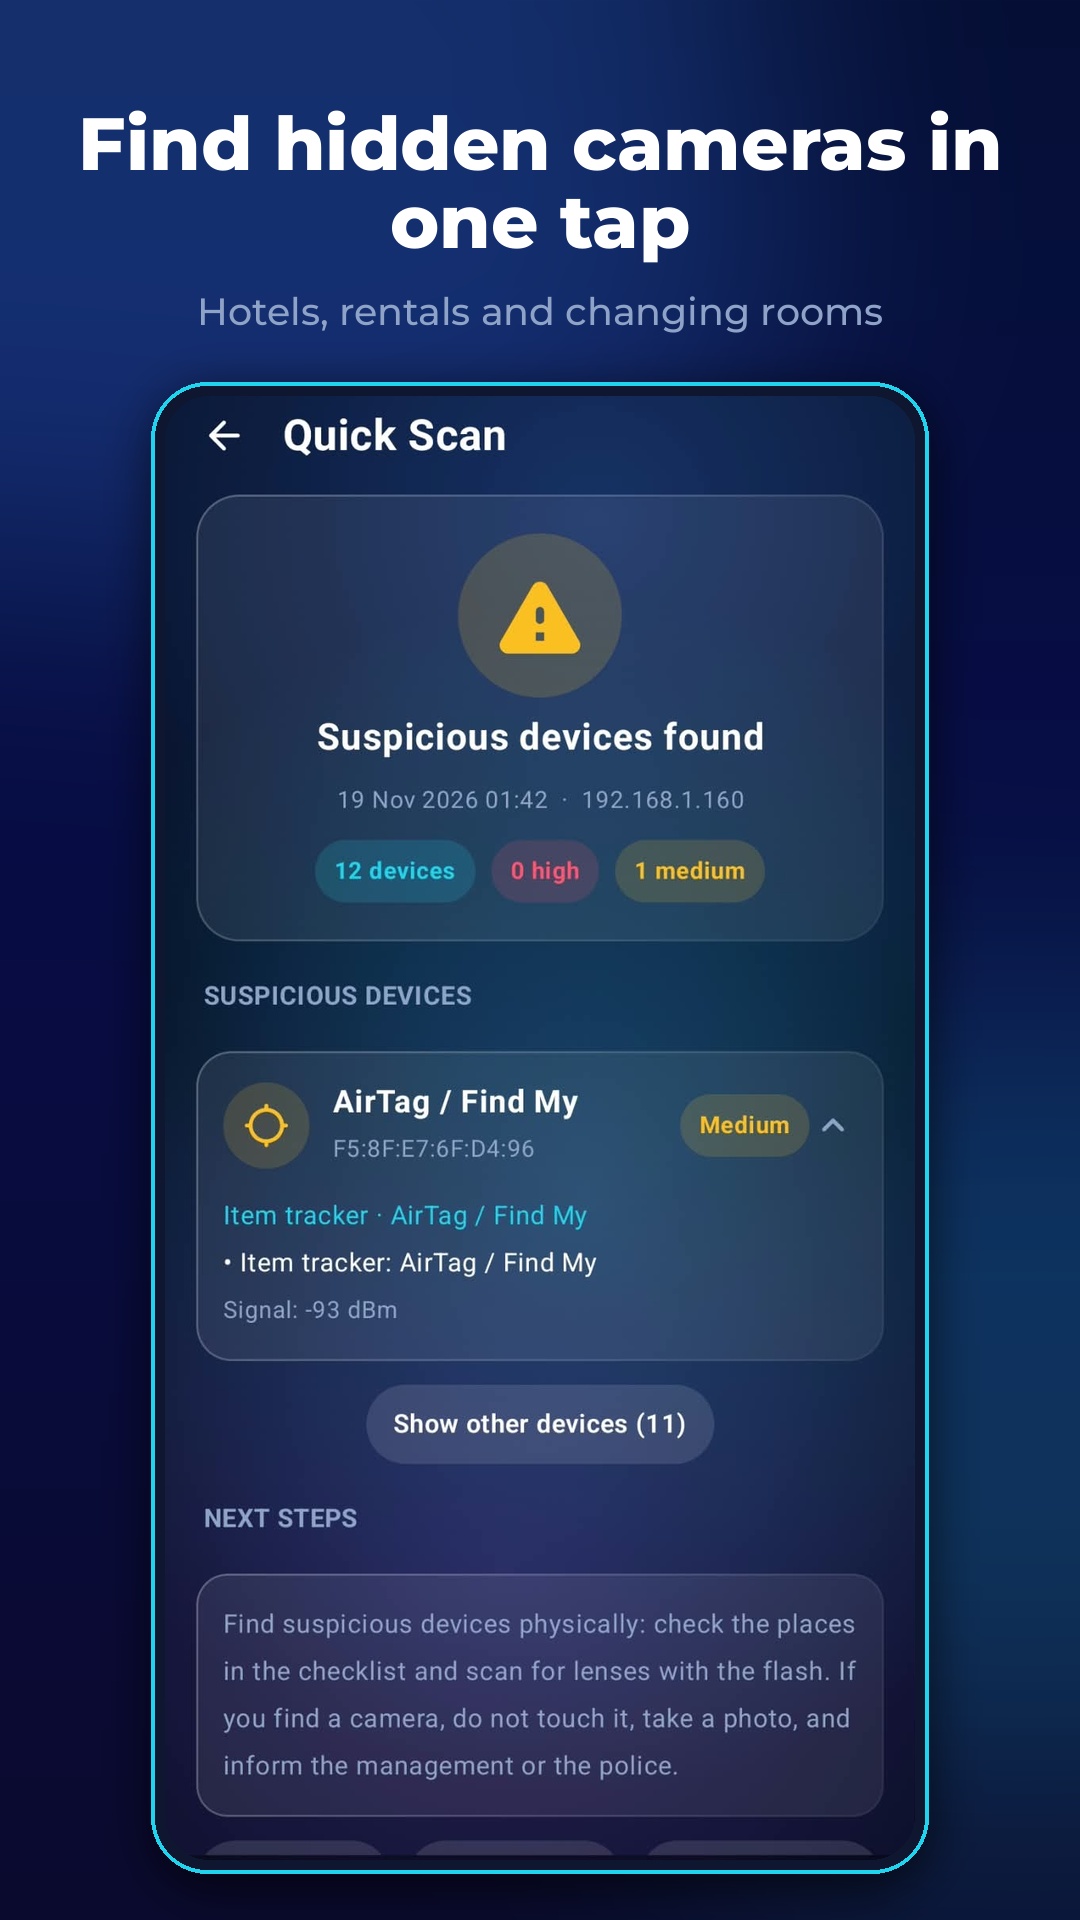 Find hidden cameras in
one tap
Hotels, rentals and changing rooms
Quick Scan
Suspicious devices found
19 Nov 2026 01:42 · 192.168.1.160
12 devices
0 high
1 medium
SUSPICIOUS DEVICES
AirTag / Find My
Medium
F5:8F:E7:6F:D4:96
Item tracker · AirTag / Find My
• Item tracker: AirTag / Find My
Signal: -93 dBm
Show other devices (11)
NEXT STEPS
Find suspicious devices physically: check the places
in the checklist and scan for lenses with the flash. If
you find a camera, do not touch it, take a photo, and
inform the management or the police.